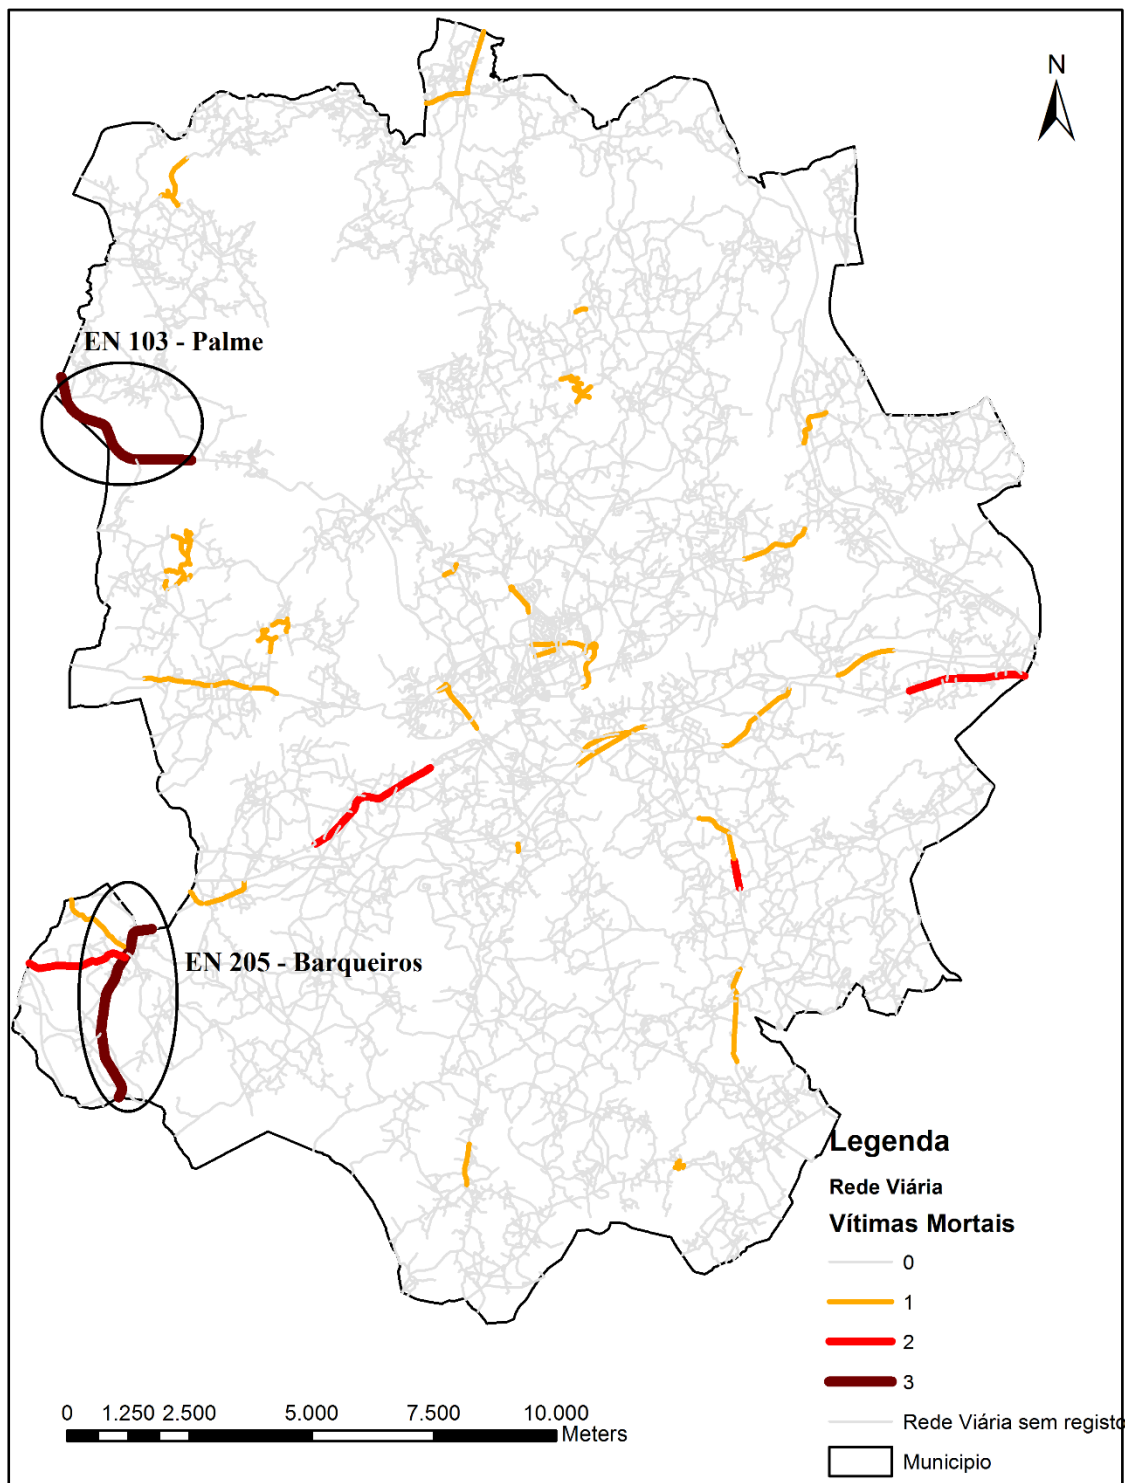 N
EN 103 - Palme
EN 205 - Barqueiros
Legenda
Rede Viária
Vítimas Mortais
0
1
2
3
Rede Viária sem registo
Municipio
0 1.250 2.500 5.000 7.500 10.000
Meters